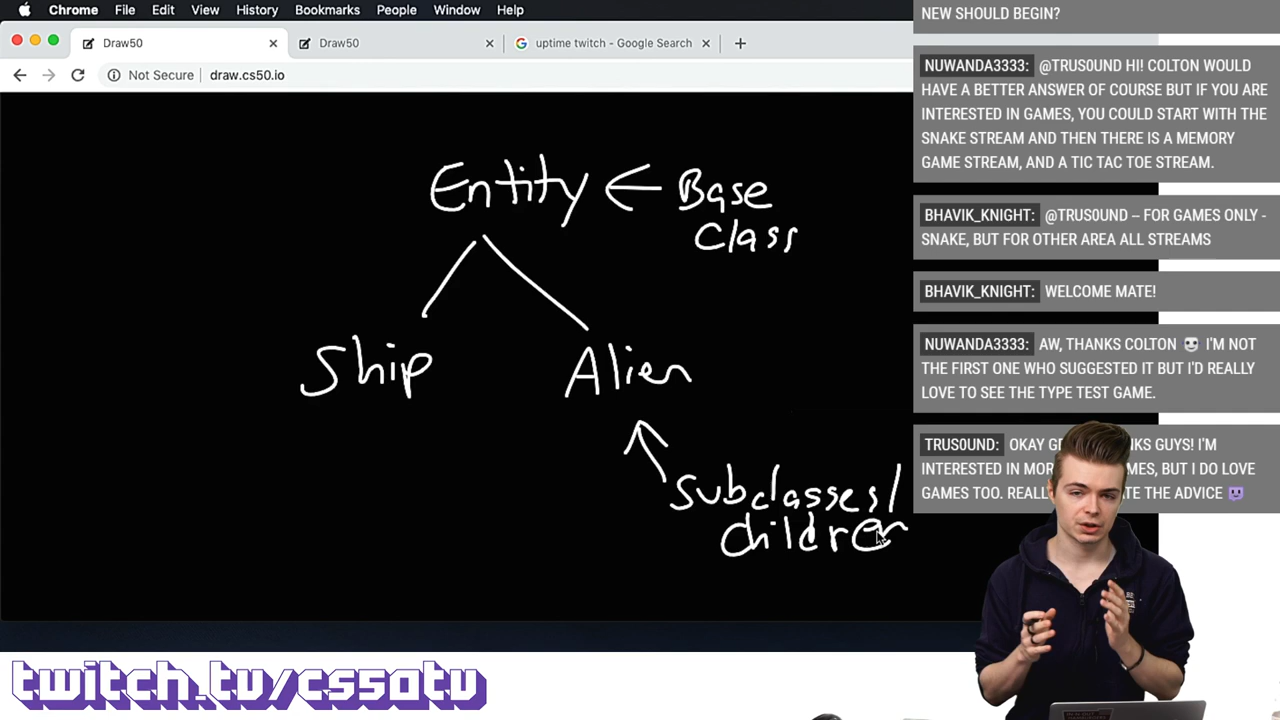 Chrome File Edit View History Bookmarks People Window Help
Draw50
Draw50
uptime twitch - Google Search
Not Secure draw.cs50.io
Entity ← Base
Class
Ship Alien
Subclasses/
children
NEW SHOULD BEGIN?
NUWANDA3333: @TRUS0UND HI! COLTON WOULD
HAVE A BETTER ANSWER OF COURSE BUT IF YOU ARE
INTERESTED IN GAMES, YOU COULD START WITH THE
SNAKE STREAM AND THEN THERE IS A MEMORY
GAME STREAM, AND A TIC TAC TOE STREAM.
BHAVIK_KNIGHT: @TRUS0UND – FOR GAMES ONLY -
SNAKE, BUT FOR OTHER AREA ALL STREAMS
BHAVIK_KNIGHT: WELCOME MATE!
NUWANDA3333: AW, THANKS COLTON I'M NOT
THE FIRST ONE WHO SUGGESTED IT BUT I'D REALLY
LOVE TO SEE THE TYPE TEST GAME.
TRUS0UND: OKAY GUYS! I'M
INTERESTED IN BUT I DO LOVE
GAMES TOO. THE ADVICE
twitch.tv/cs50tv